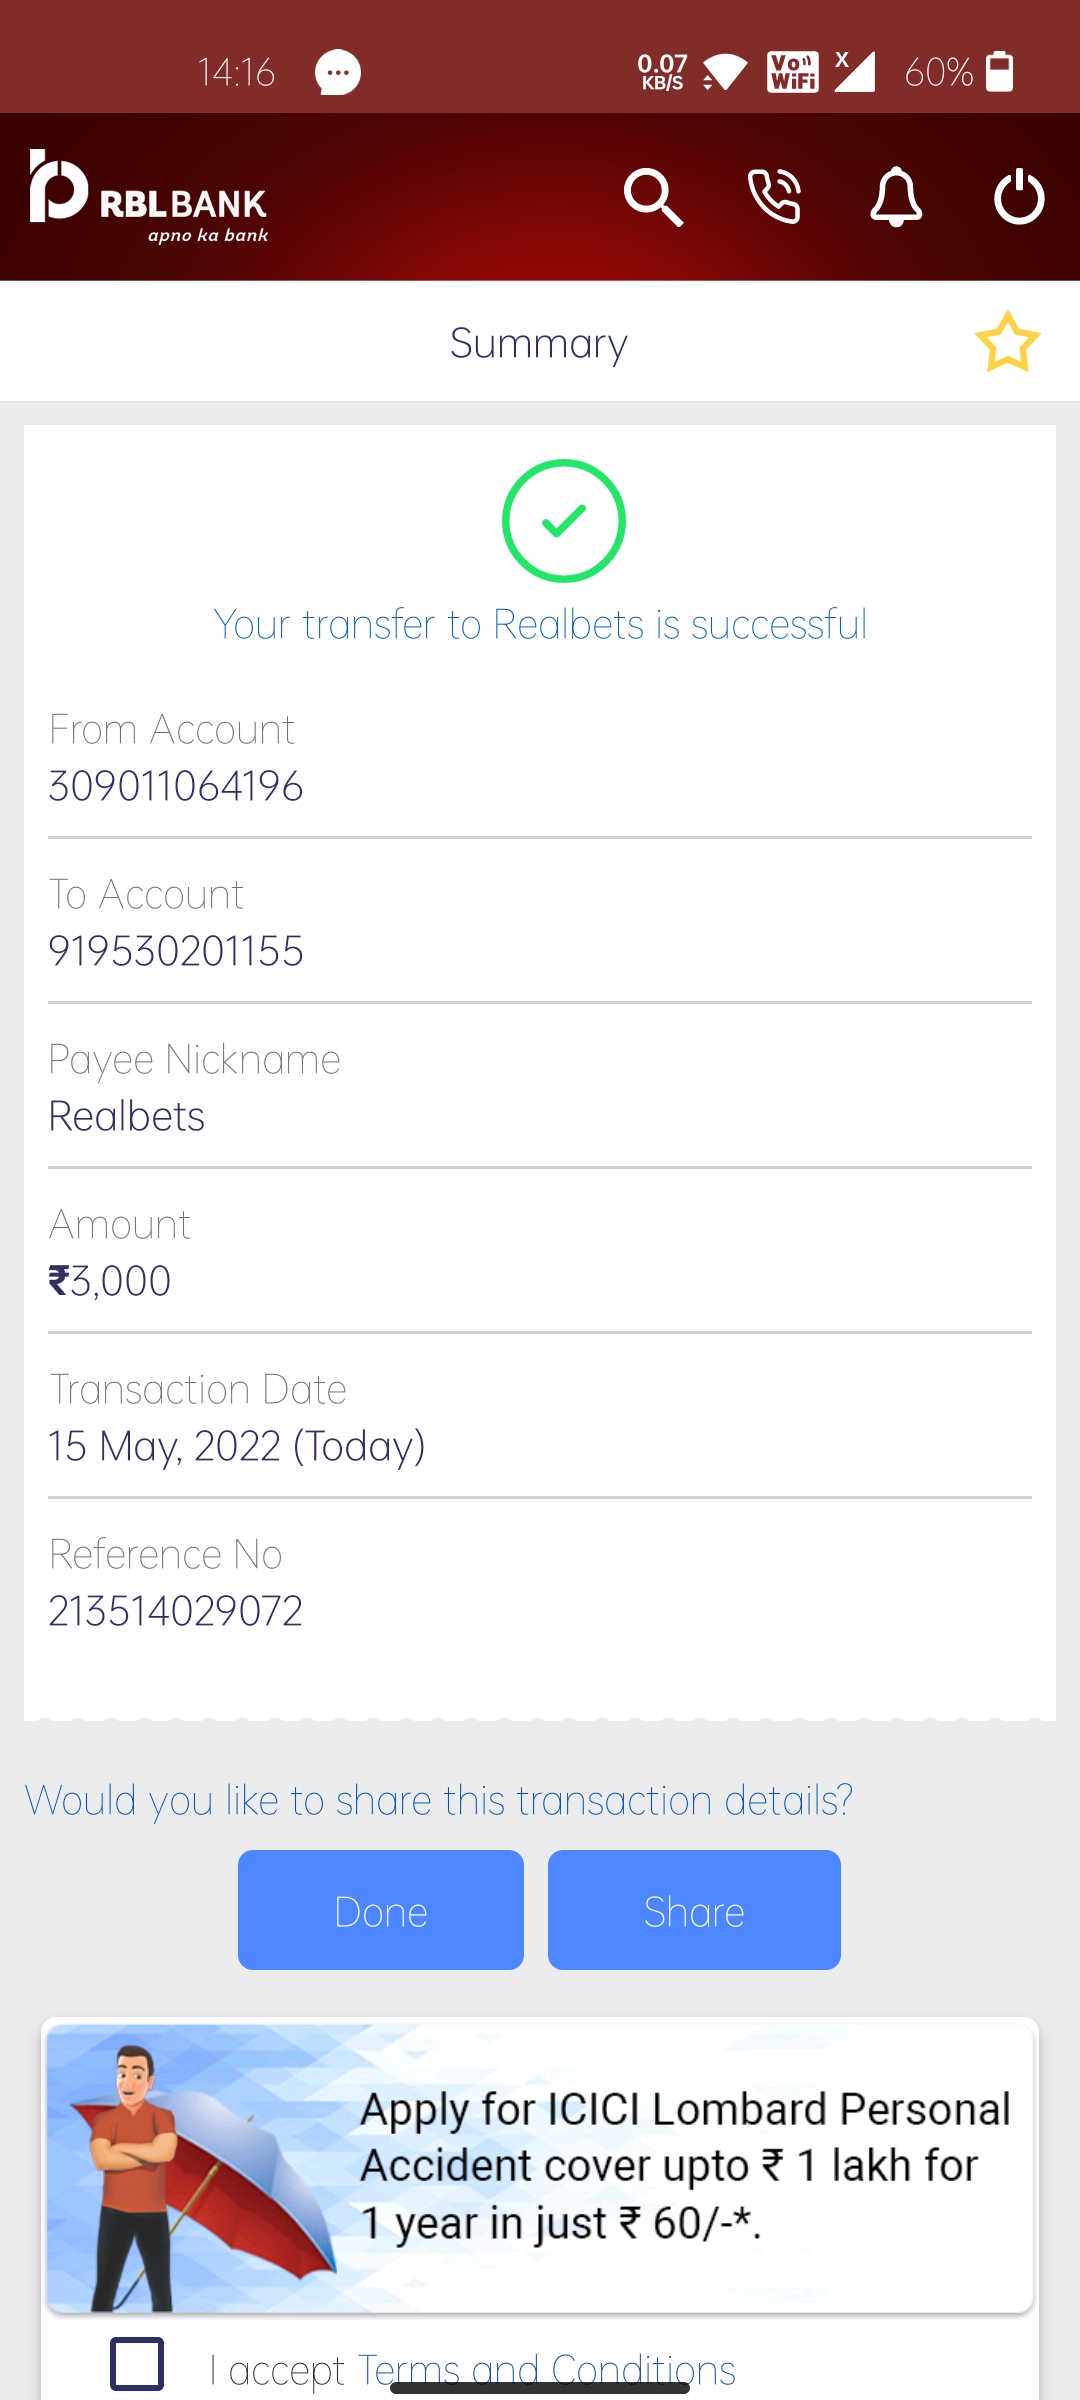 14:16
0.07
KB/S
Vo
WiFi
X
60%
RBL BANK
apno ka bank
Summary
Your transfer to Realbets is successful
From Account
309011064196
To Account
919530201155
Payee Nickname
Realbets
Amount
₹3,000
Transaction Date
15 May, 2022 (Today)
Reference No
213514029072
Would you like to share this transaction details?
Done
Share
Apply for ICICI Lombard Personal
Accident cover upto ₹ 1 lakh for
1 year in just ₹ 60/-*.
I accept Terms and Conditions